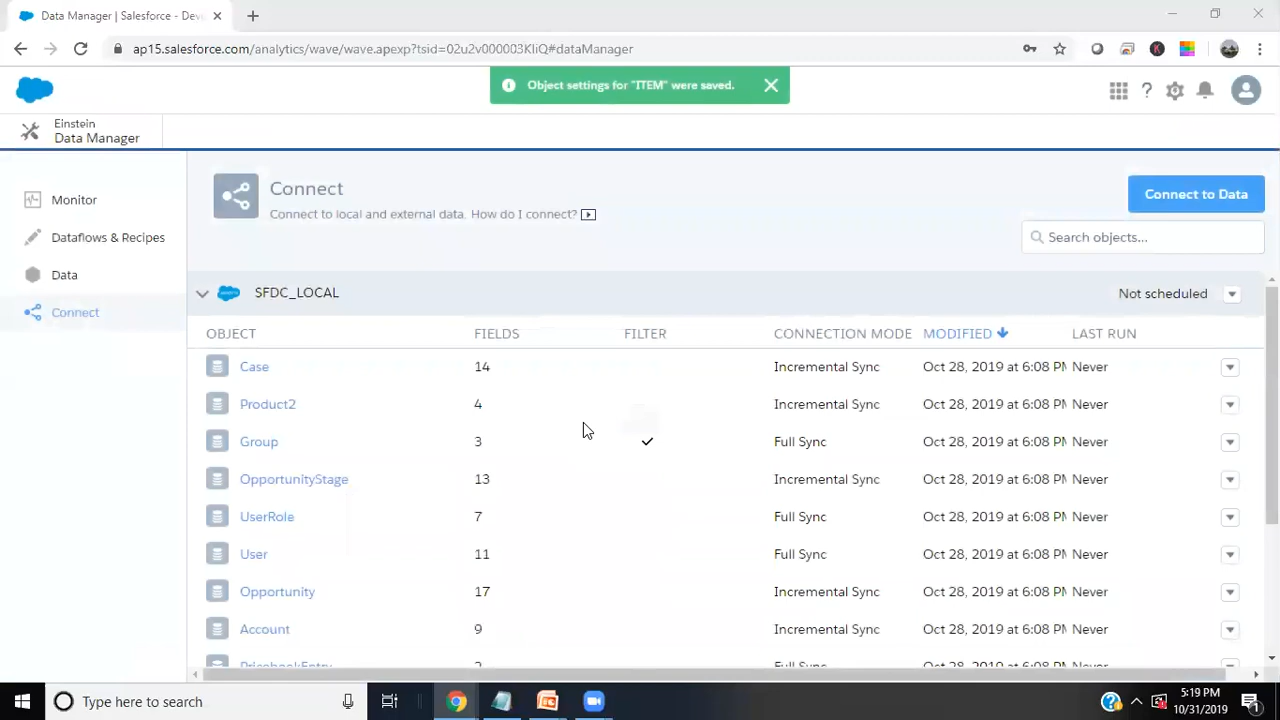 Data Manager | Salesforce - Dev
ap15.salesforce.com/analytics/wave/wave.apexp?tsid=02u2v000003KliQ#dataManager
K
Object settings for "ITEM" were saved.
Einstein
Data Manager
Monitor
Dataflows & Recipes
Data
Connect
Connect
Connect to local and external data. How do I connect?
Connect to Data
Search objects...
SFDC_LOCAL
Not scheduled
OBJECT FIELDS FILTER CONNECTION MODE MODIFIED LAST RUN
Case 14 Incremental Sync Oct 28, 2019 at 6:08 PM Never
Product2 4 Incremental Sync Oct 28, 2019 at 6:08 PM Never
Group 3 Full Sync Oct 28, 2019 at 6:08 PM Never
OpportunityStage 13 Incremental Sync Oct 28, 2019 at 6:08 PM Never
UserRole 7 Full Sync Oct 28, 2019 at 6:08 PM Never
User 11 Full Sync Oct 28, 2019 at 6:08 PM Never
Opportunity 17 Incremental Sync Oct 28, 2019 at 6:08 PM Never
Account 9 Incremental Sync Oct 28, 2019 at 6:08 PM Never
PricebookEntry Full Sync Oct 28, 2019 at 6:08 PM Never
Type here to search
5:19 PM
10/31/2019
1